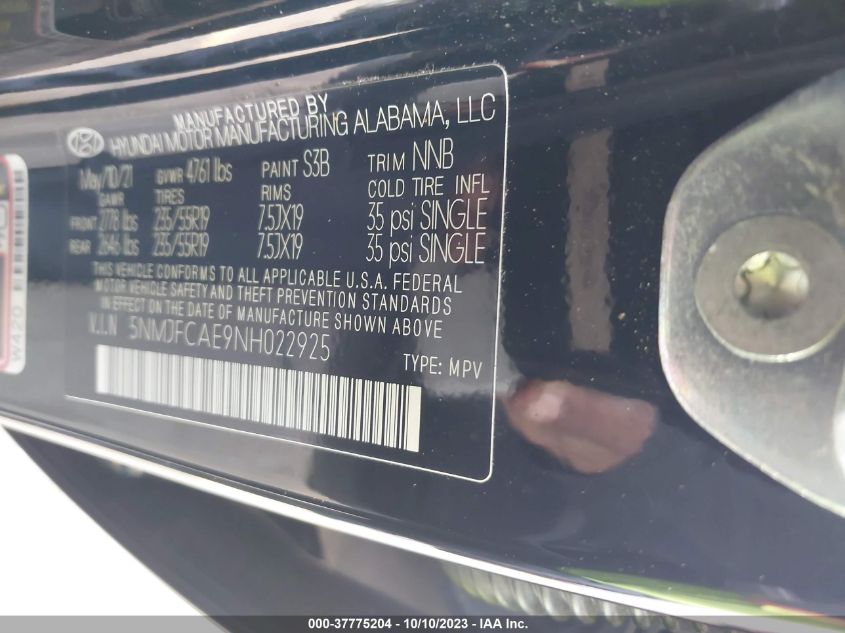 MANUFACTURED BY
HYUNDAI MOTOR MANUFACTURING ALABAMA, LLC
May/10/21 GVWR 4761 lbs PAINT S3B TRIM NNB
GAWR TIRES RIMS COLD TIRE INFL
FRONT 2778 lbs 235/55R19 7.5JX19 35 psi SINGLE
REAR 2646 lbs 235/55R19 7.5JX19 35 psi SINGLE
THIS VEHICLE CONFORMS TO ALL APPLICABLE U.S.A. FEDERAL
MOTOR VEHICLE SAFETY AND THEFT PREVENTION STANDARDS
IN EFFECT ON THE DATE OF MANUFACTURE SHOWN ABOVE
V.I.N 5NMJFCAE9NH022925
TYPE: MPV
W420
000-37775204 - 10/10/2023 - IAA Inc.